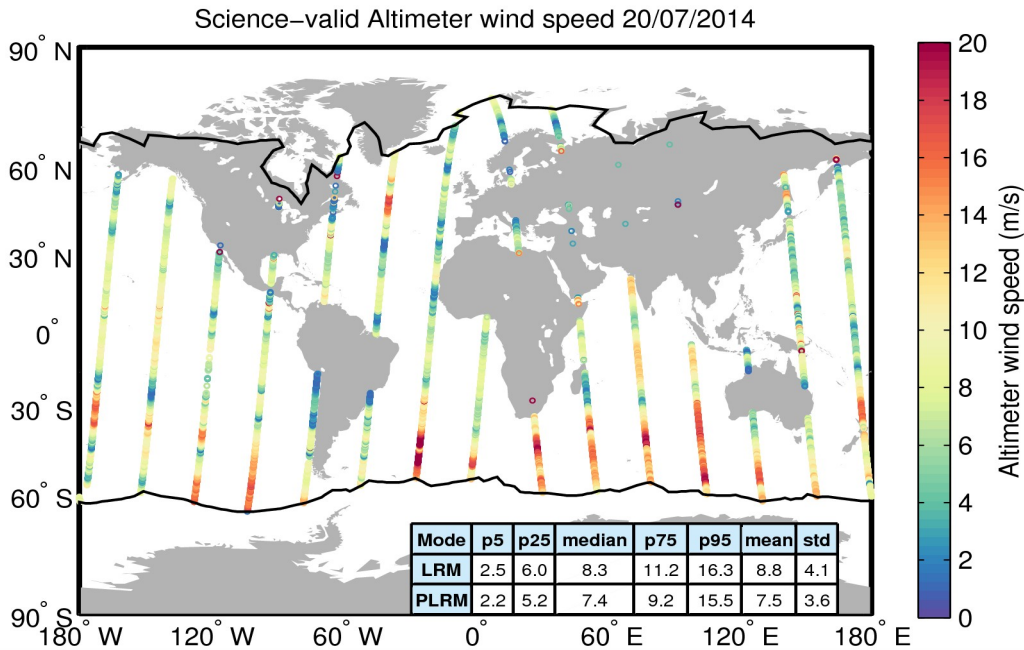 Science−valid Altimeter wind speed 20/07/2014
90° N
60° N
30° N
0°
30° S
60° S
90° S
180° W
120° W
60° W
0°
60° E
120° E
180° E
Mode p5 p25 median p75 p95 mean std
LRM 2.5 6.0 8.3 11.2 16.3 8.8 4.1
PLRM 2.2 5.2 7.4 9.2 15.5 7.5 3.6
20
18
16
14
12
10
8
6
4
2
0
Altimeter wind speed (m/s)